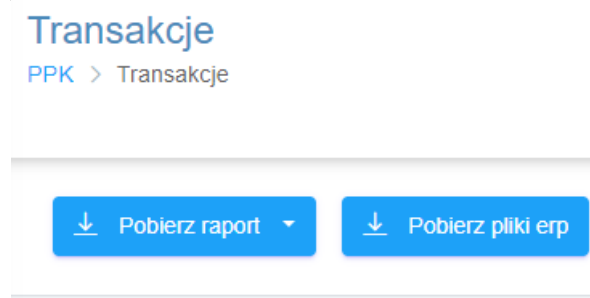 Transakcje
PPK > Transakcje
Pobierz raport
Pobierz pliki erp